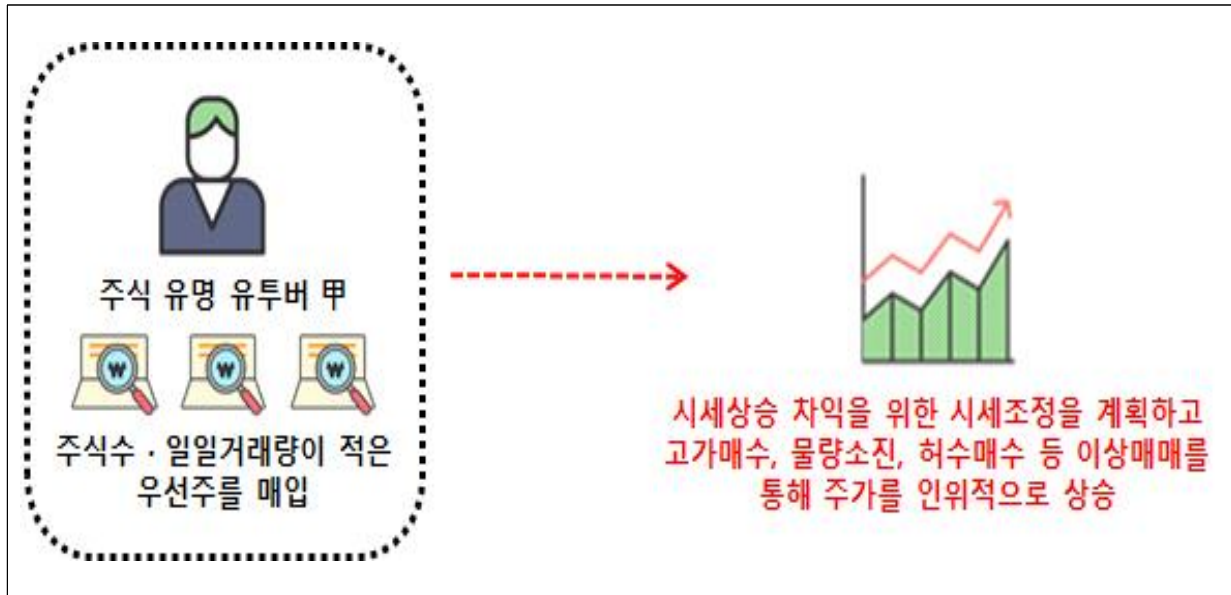 주식 유명 유투버 甲
₩ ₩ ₩
주식수 · 일일거래량이 적은
우선주를 매입
시세상승 차익을 위한 시세조정을 계획하고
고가매수, 물량소진, 허수매수 등 이상매매를
통해 주가를 인위적으로 상승